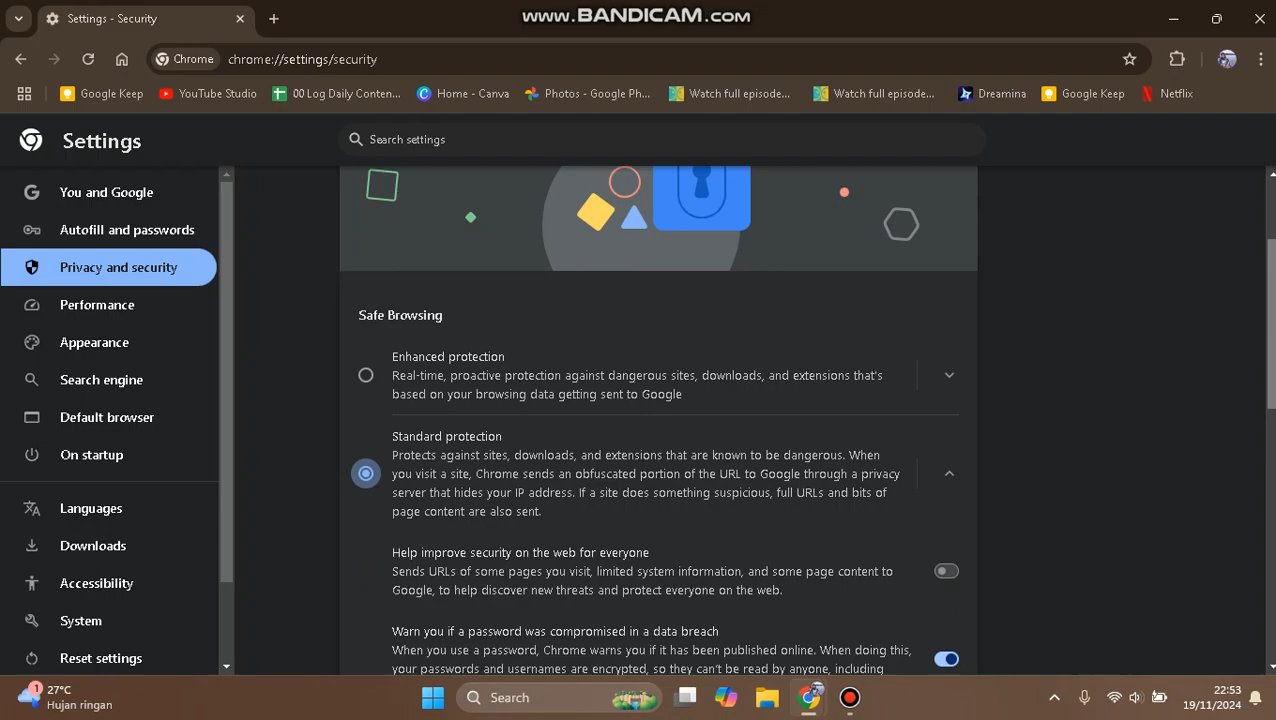 Settings - Security
www.BANDICAM.com
Chrome
chrome://settings/security
Google Keep
YouTube Studio
00 Log Daily Conten...
Home - Canva
Photos - Google Ph...
Watch full episode...
Watch full episode...
Dreamina
Google Keep
Netflix
Settings
Search settings
You and Google
Autofill and passwords
Privacy and security
Performance
Appearance
Search engine
Default browser
On startup
Languages
Downloads
Accessibility
System
Reset settings
Safe Browsing
Enhanced protection
Real-time, proactive protection against dangerous sites, downloads, and extensions that's
based on your browsing data getting sent to Google
Standard protection
Protects against sites, downloads, and extensions that are known to be dangerous. When
you visit a site, Chrome sends an obfuscated portion of the URL to Google through a privacy
server that hides your IP address. If a site does something suspicious, full URLs and bits of
page content are also sent.
Help improve security on the web for everyone
Sends URLs of some pages you visit, limited system information, and some page content to
Google, to help discover new threats and protect everyone on the web.
Warn you if a password was compromised in a data breach
When you use a password, Chrome warns you if it has been published online. When doing this,
your passwords and usernames are encrypted, so they can't be read by anyone, including
1
27°C
Hujan ringan
Search
22:53
19/11/2024